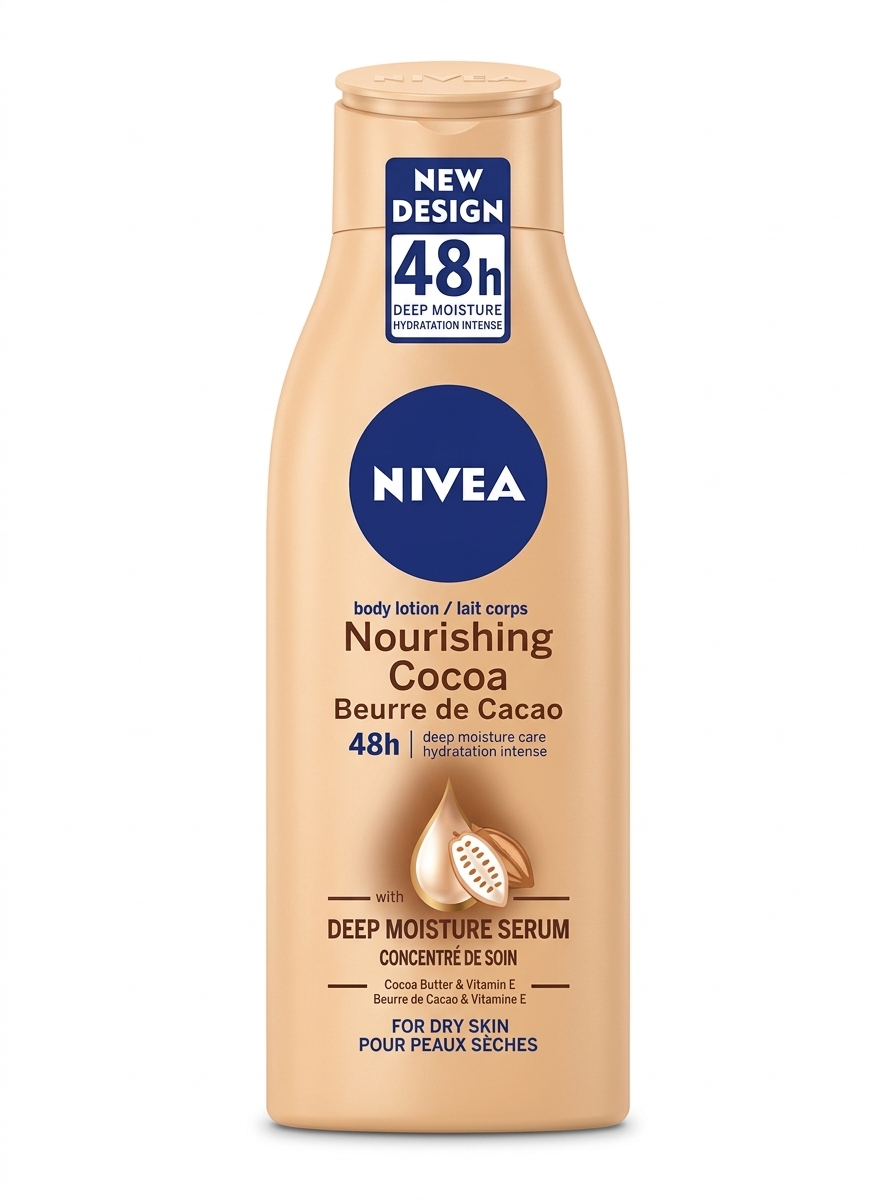 NIVEA
NEW
DESIGN
48h
DEEP MOISTURE
HYDRATATION INTENSE
NIVEA
body lotion / lait corps
Nourishing
Cocoa
Beurre de Cacao
48h | deep moisture care
hydratation intense
with
DEEP MOISTURE SERUM
CONCENTRÉ DE SOIN
Cocoa Butter & Vitamin E
Beurre de Cacao & Vitamine E
FOR DRY SKIN
POUR PEAUX SÈCHES